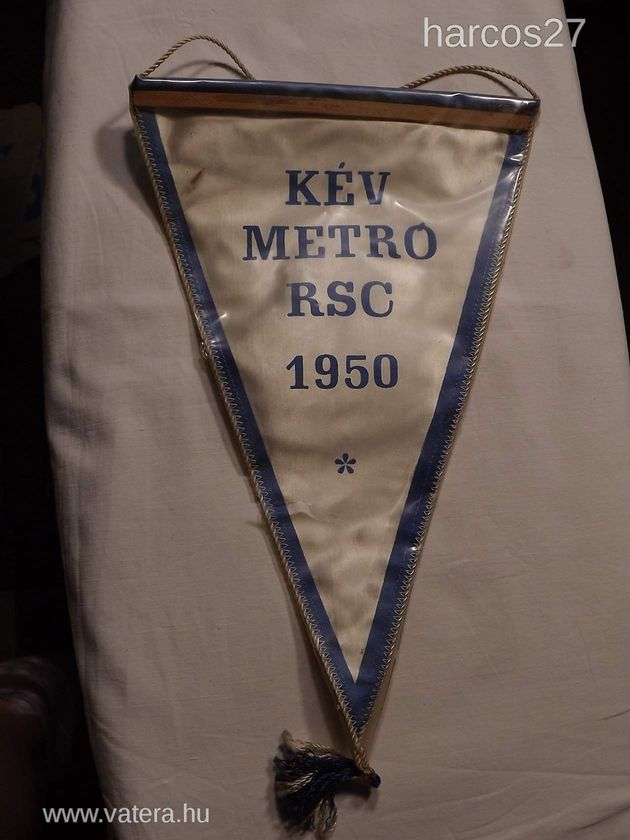 harcos27
KÉV
METRÓ
RSC
1950
*
www.vatera.hu